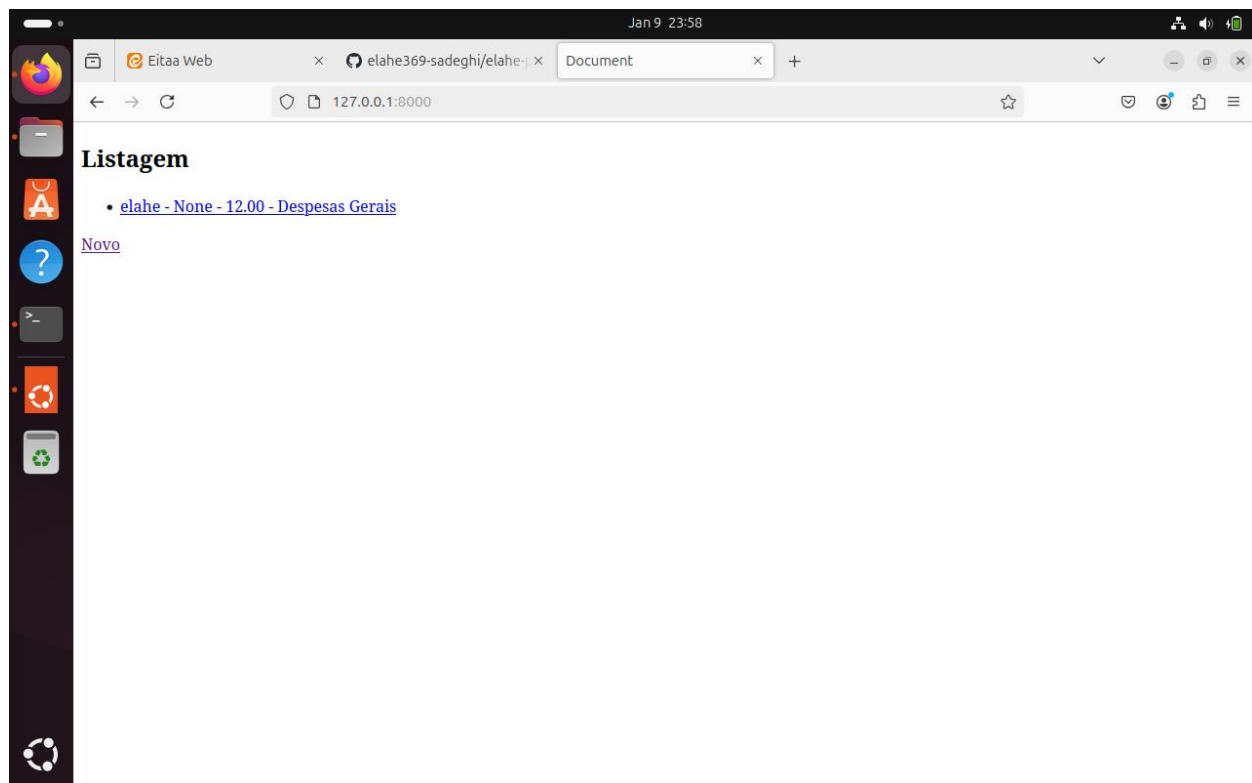 Jan 9 23:58
Eitaa Web
elahe369-sadeghi/elahe-p
Document
127.0.0.1:8000
Listagem
elahe - None - 12.00 - Despesas Gerais
Novo